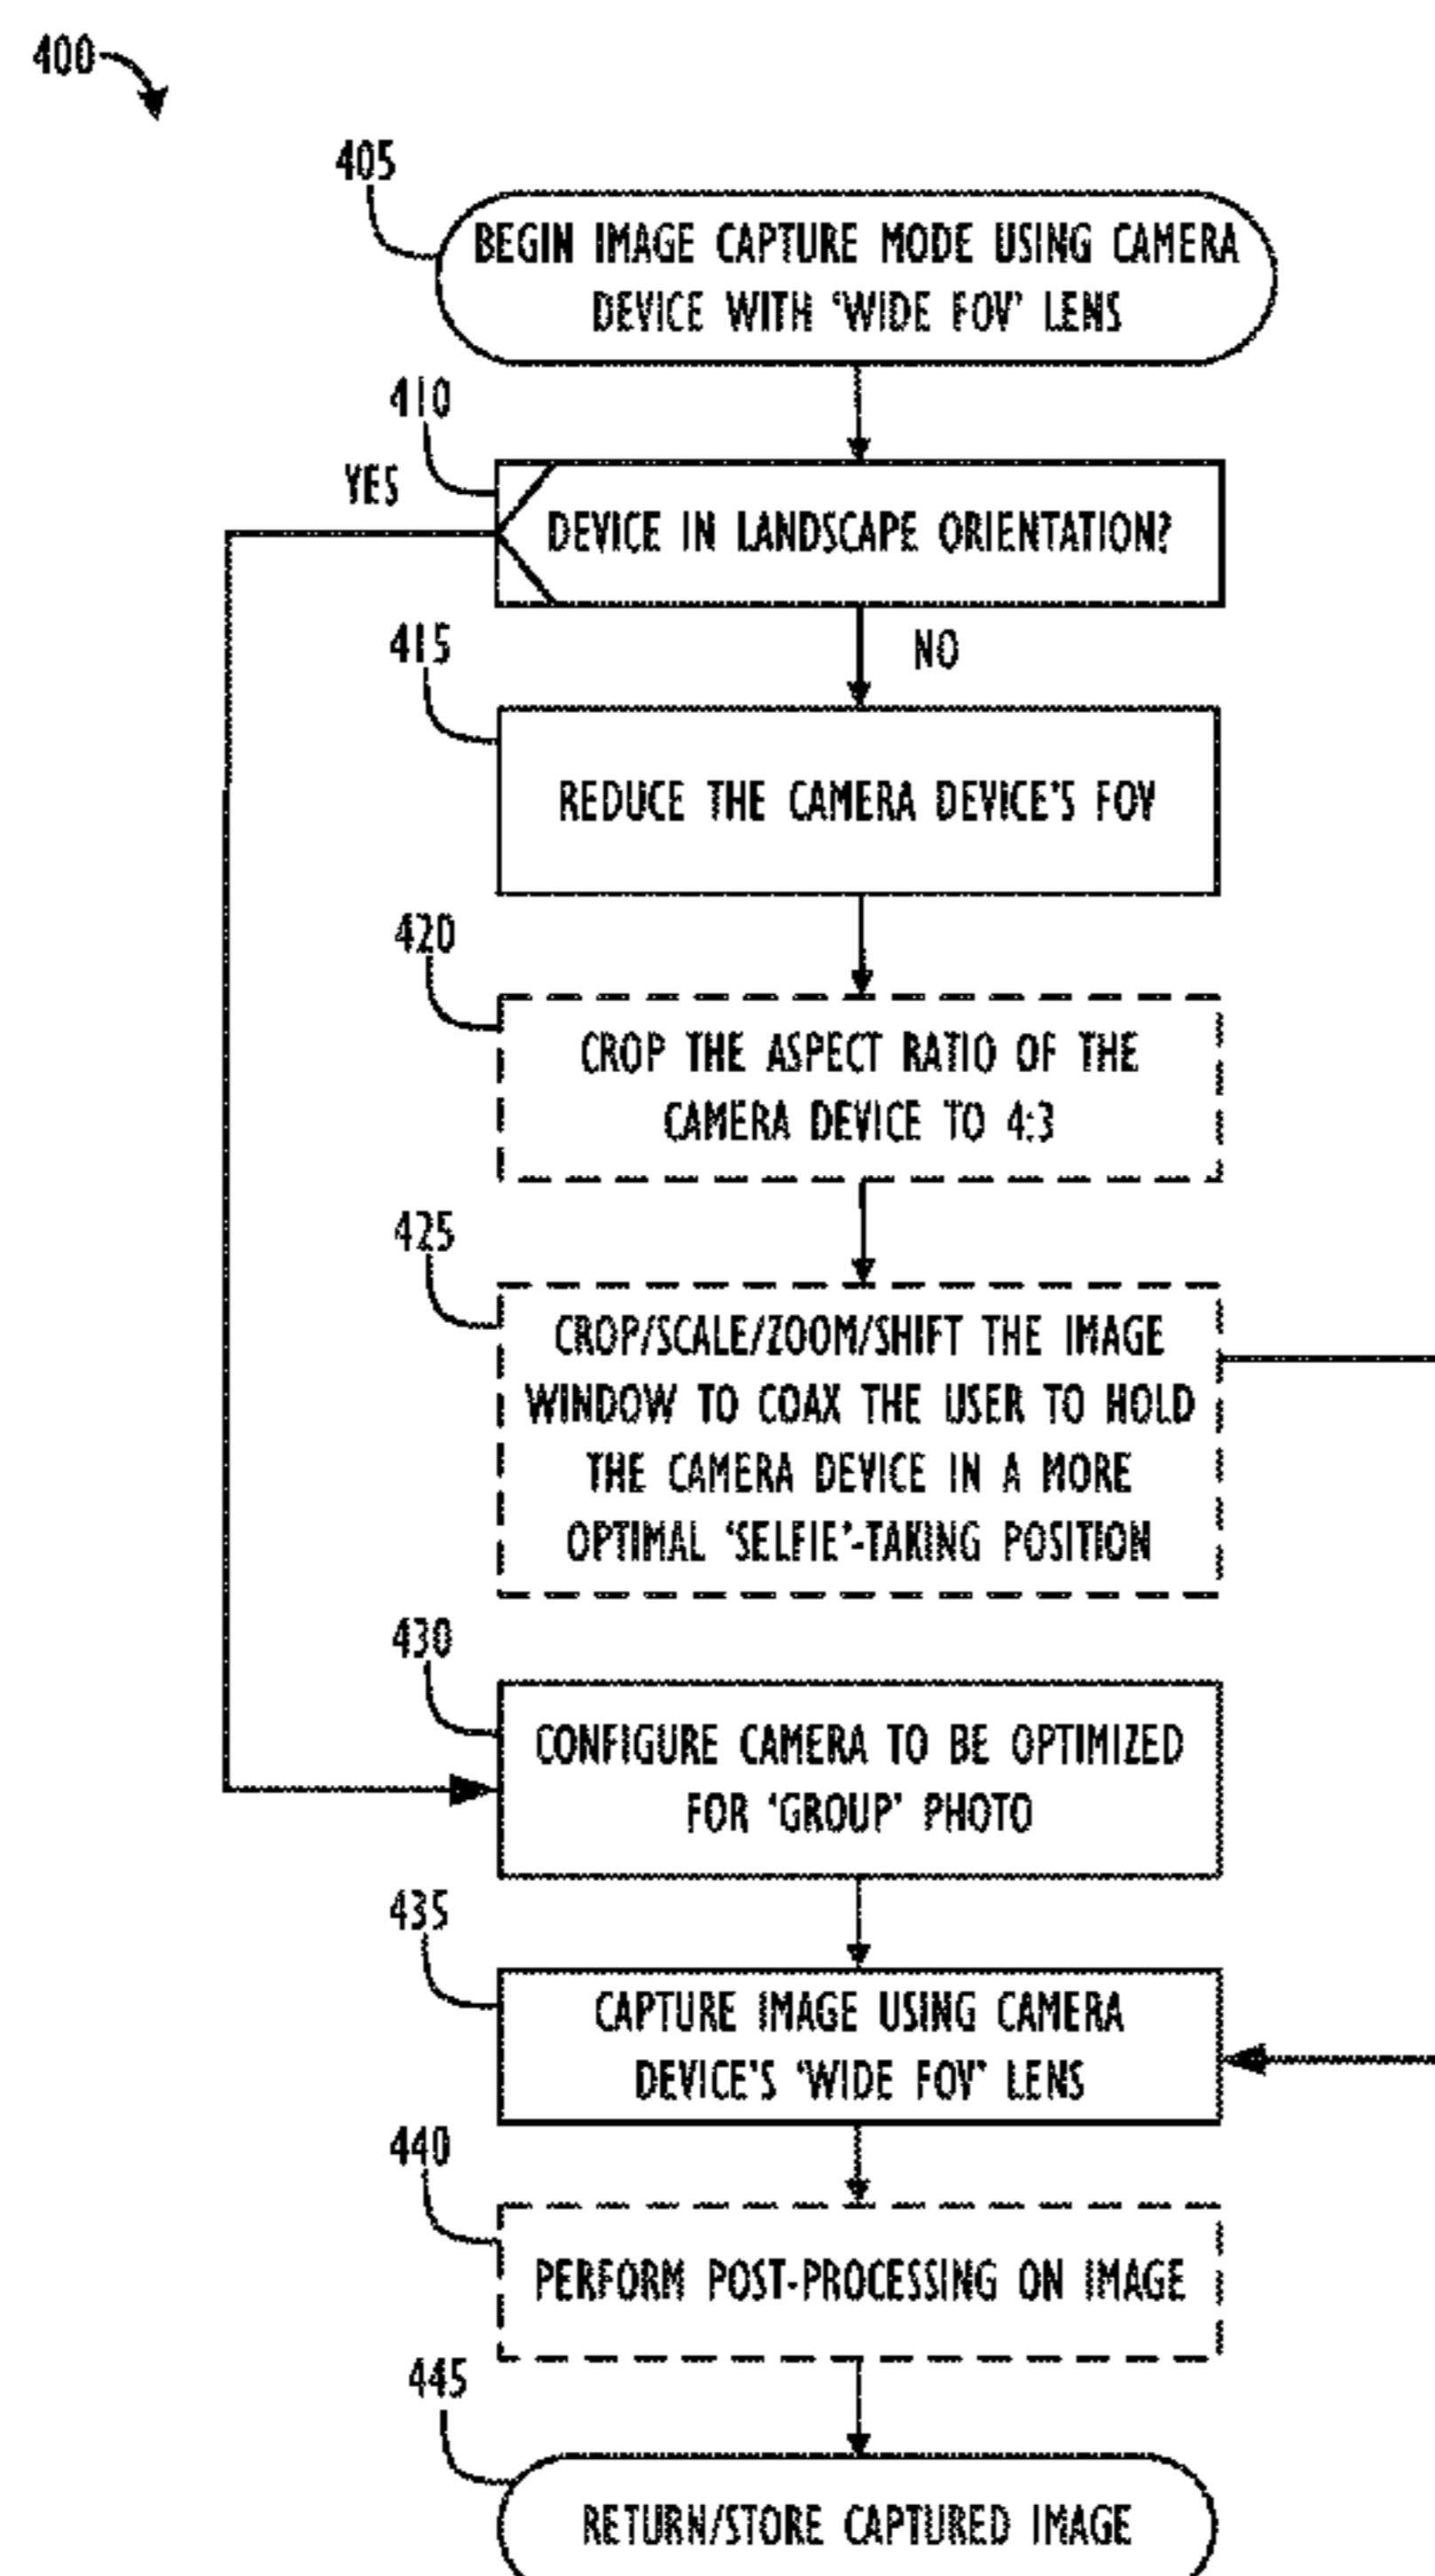 400
405
BEGIN IMAGE CAPTURE MODE USING CAMERA
DEVICE WITH ‘WIDE FOV’ LENS
410
YES
DEVICE IN LANDSCAPE ORIENTATION?
NO
415
REDUCE THE CAMERA DEVICE'S FOV
420
CROP THE ASPECT RATIO OF THE
CAMERA DEVICE TO 4:3
425
CROP/SCALE/ZOOM/SHIFT THE IMAGE
WINDOW TO COAX THE USER TO HOLD
THE CAMERA DEVICE IN A MORE
OPTIMAL ‘SELFIE’-TAKING POSITION
430
CONFIGURE CAMERA TO BE OPTIMIZED
FOR ‘GROUP’ PHOTO
435
CAPTURE IMAGE USING CAMERA
DEVICE'S ‘WIDE FOV’ LENS
440
PERFORM POST-PROCESSING ON IMAGE
445
RETURN/STORE CAPTURED IMAGE